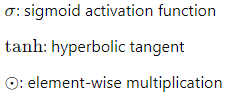 σ: sigmoid activation function
tanh: hyperbolic tangent
⊙: element-wise multiplication